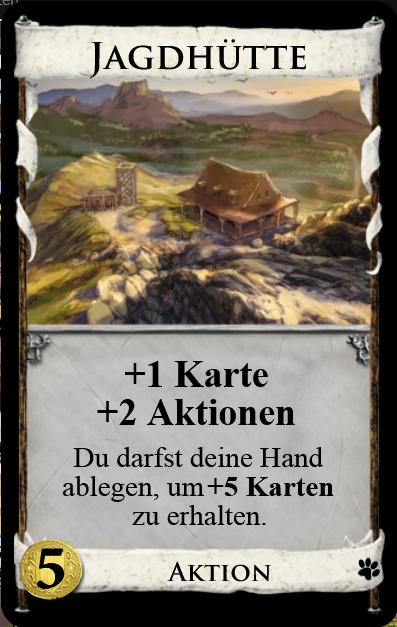 JAGDHÜTTE
+1 Karte
+2 Aktionen
Du darfst deine Hand
ablegen, um +5 Karten
zu erhalten.
5
AKTION